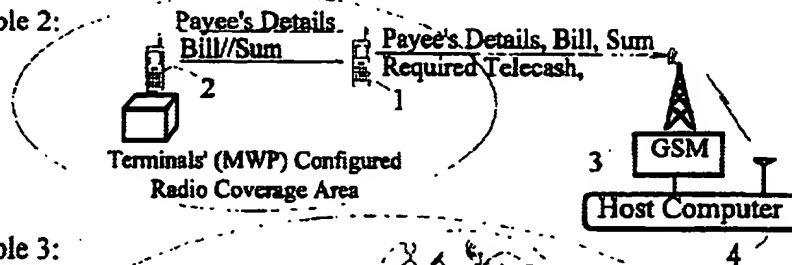 ple 2:
Payee's Details
Bill//Sum
2
Payee's Details, Bill, Sum
Required Telecash,
1
Terminals' (MWP) Configured
Radio Coverage Area
3
GSM
Host Computer
4
ple 3: